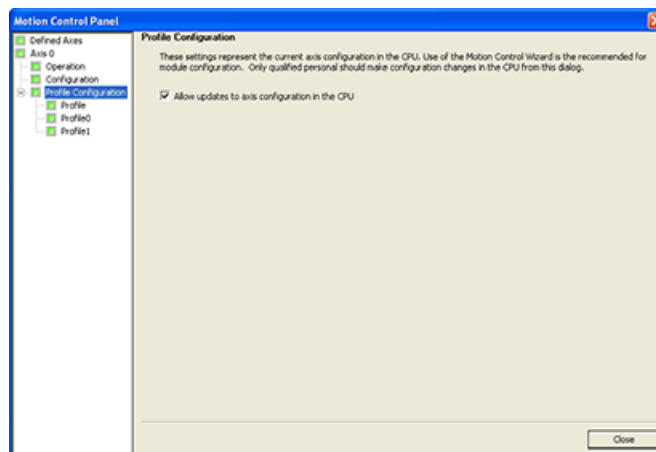 Motion Control Panel
Defined Axes
Axis 0
Operation
Configuration
Profile Configuration
Profile
Profile0
Profile1
Profile Configuration
These settings represent the current axis configuration in the CPU. Use of the Motion Control Wizard is the recommended for
module configuration. Only qualified personal should make configuration changes in the CPU from this dialog.
Allow updates to axis configuration in the CPU
Close